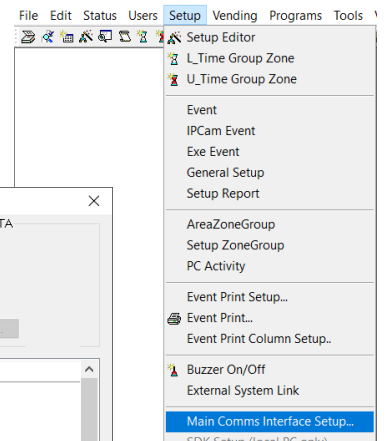 File Edit Status Users Setup Vending Programs Tools
Setup Editor
L_Time Group Zone
U_Time Group Zone
Event
IPCam Event
Exe Event
General Setup
Setup Report
TA
AreaZoneGroup
Setup ZoneGroup
PC Activity
Event Print Setup...
Event Print...
Event Print Column Setup..
Buzzer On/Off
External System Link
Main Comms Interface Setup...
SDK Setup (local PC only)